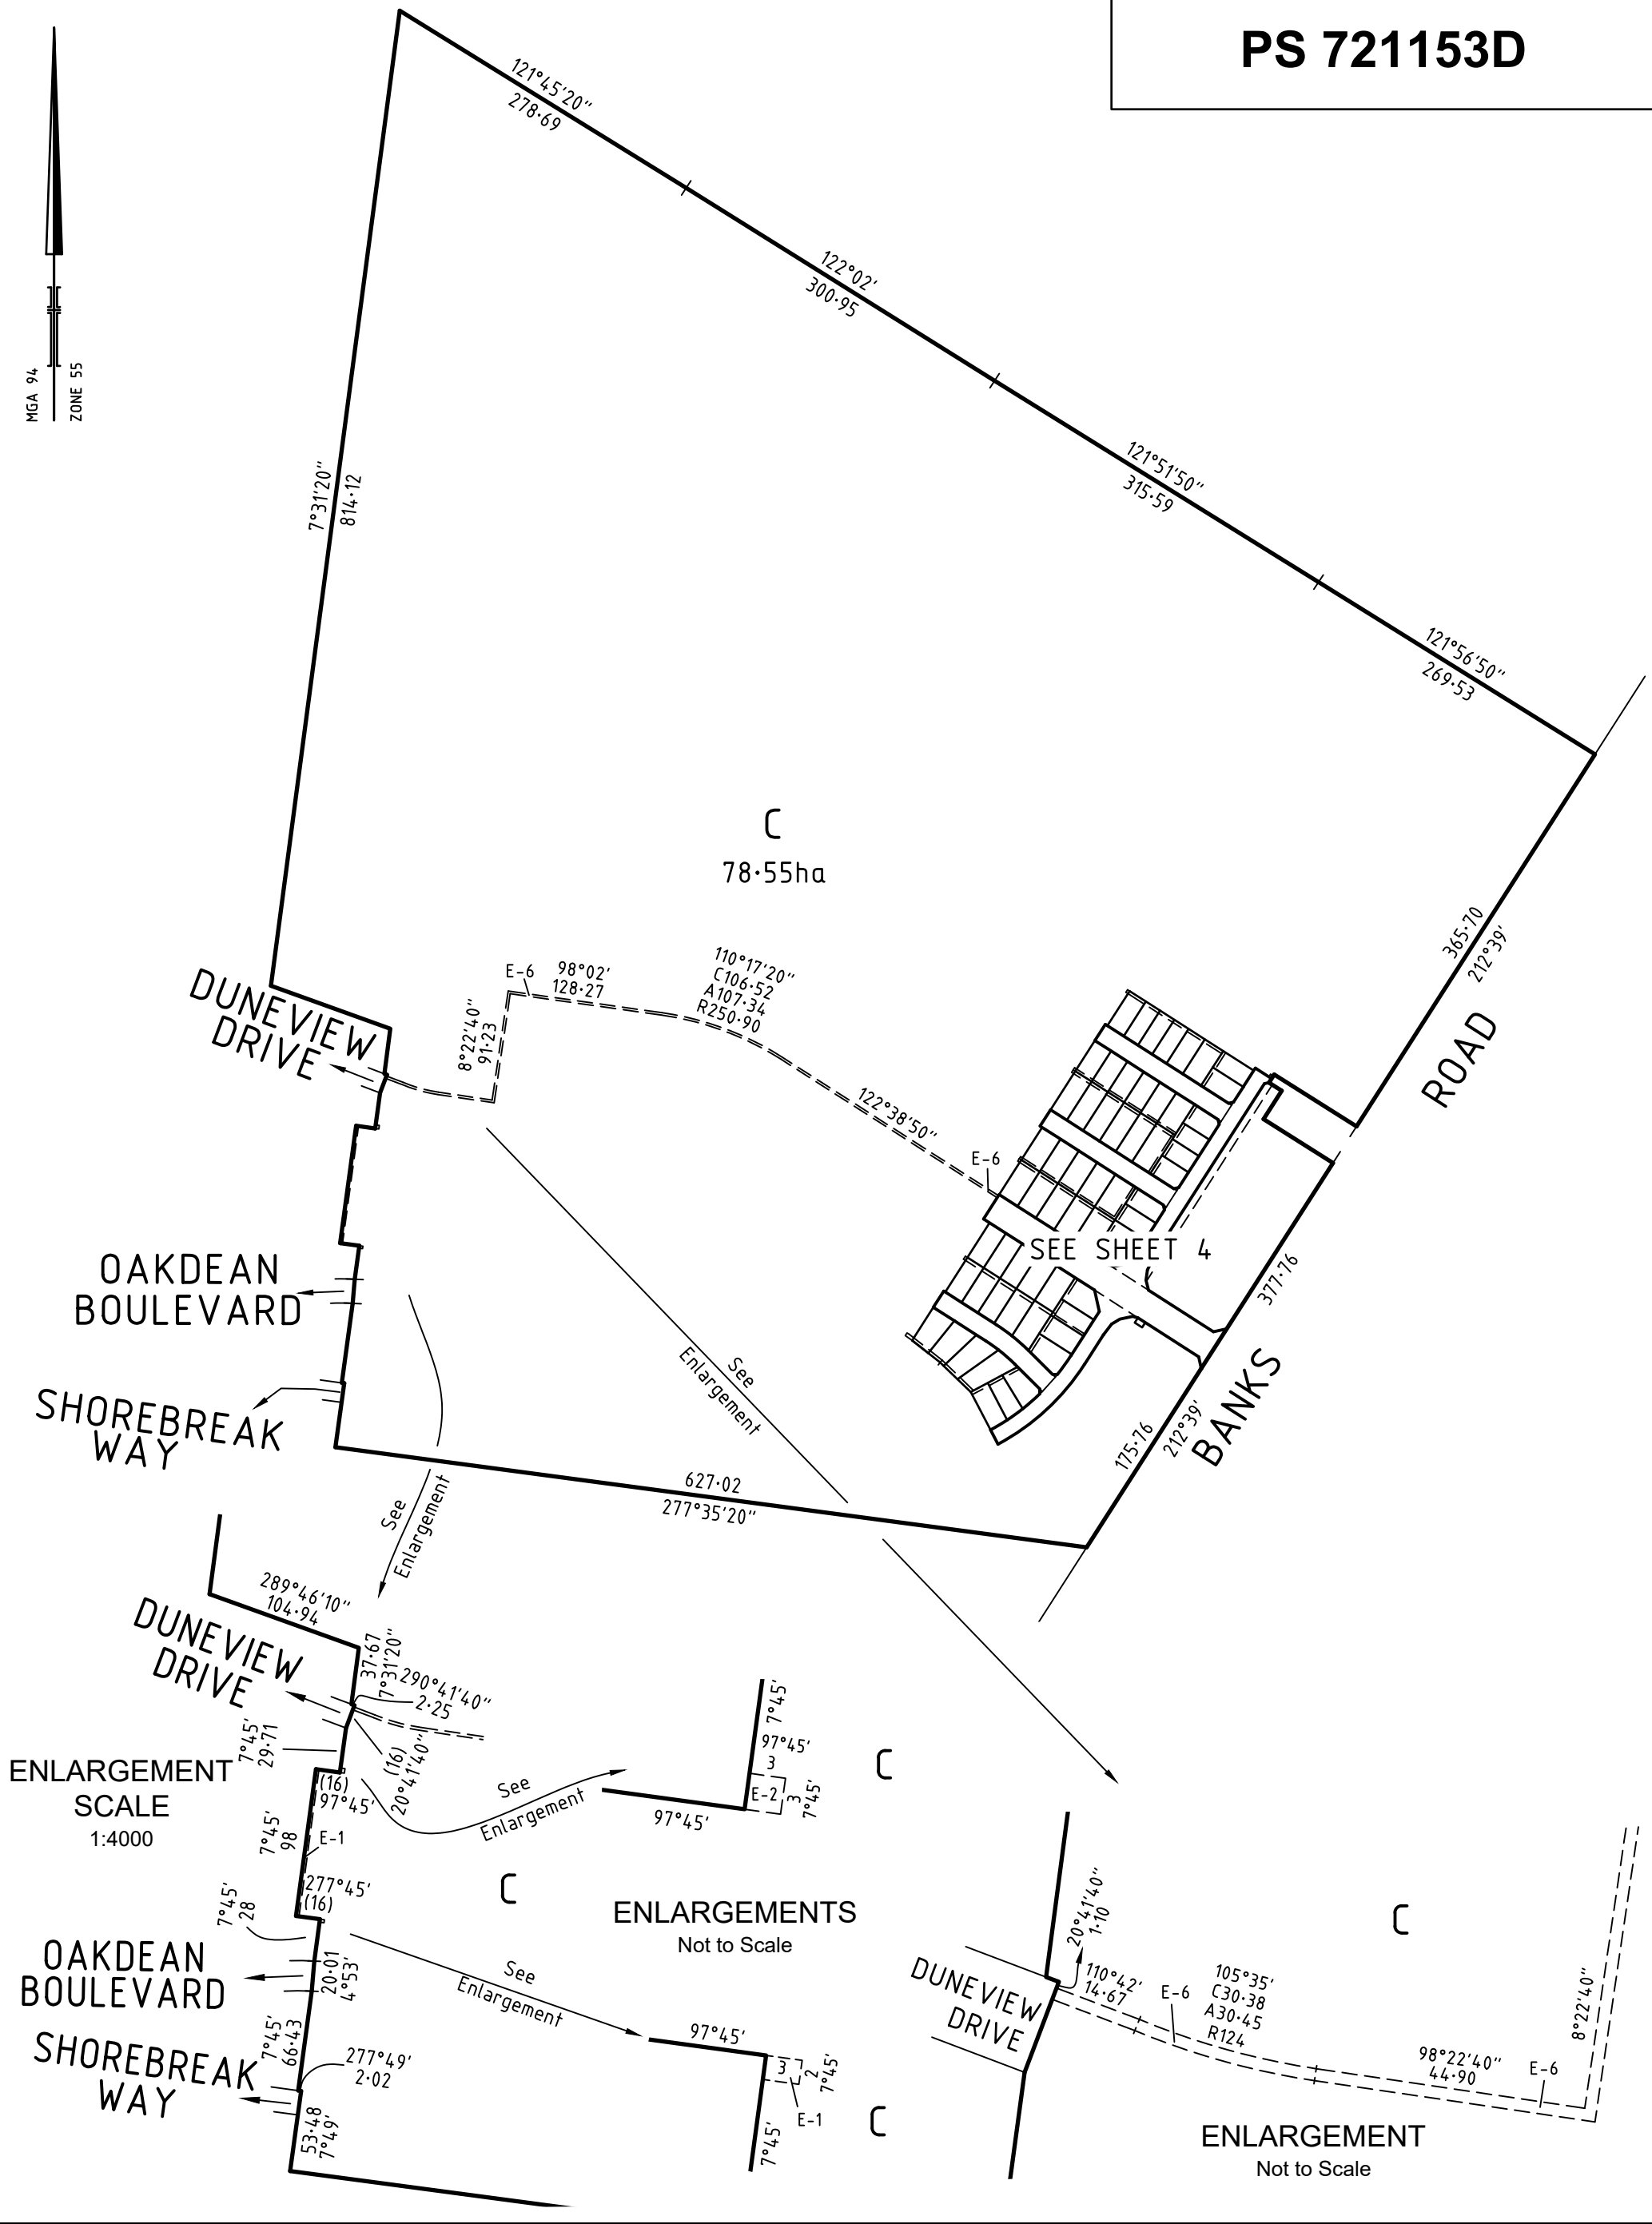 PS 721153D
MGA 94
ZONE 55
121°45'20"
278·69
122°02'
300·95
121°51'50"
315·59
121°56'50"
269·53
7°31'20"
814·12
C
78·55ha
365·70
212°39'
ROAD
DUNEVIEW
DRIVE
8°22'40"
91·23
E-6
98°02'
128·27
110°17'20"
C106·52
A107·34
R250·90
122°38'50"
E-6
SEE SHEET 4
377·76
OAKDEAN
BOULEVARD
SHOREBREAK
WAY
See
Enlargement
175·76
212°39'
BANKS
627·02
277°35'20"
See
Enlargement
289°46'10"
104·94
DUNEVIEW
DRIVE
37·67
7°31'20"
290°41'40"
2·25
7°45'
29·71
(16)
20°41'40"
ENLARGEMENT
SCALE
1:4000
(16)
97°45'
7°45'
98
E-1
277°45'
(16)
7°45'
28
OAKDEAN
BOULEVARD
20·01
4°53'
7°45'
66·43
SHOREBREAK
WAY
277°49'
2·02
53·48
7°49'
See
Enlargement
7°45'
97°45'
3
E-2
3
7°45'
97°45'
C
C
ENLARGEMENTS
Not to Scale
See
Enlargement
97°45'
3
2
7°45'
E-1
7°45'
C
20°41'40"
1·10
DUNEVIEW
DRIVE
110°42'
14·67
E-6
105°35'
C30·38
A30·45
R124
C
8°22'40"
98°22'40"
44·90
E-6
ENLARGEMENT
Not to Scale